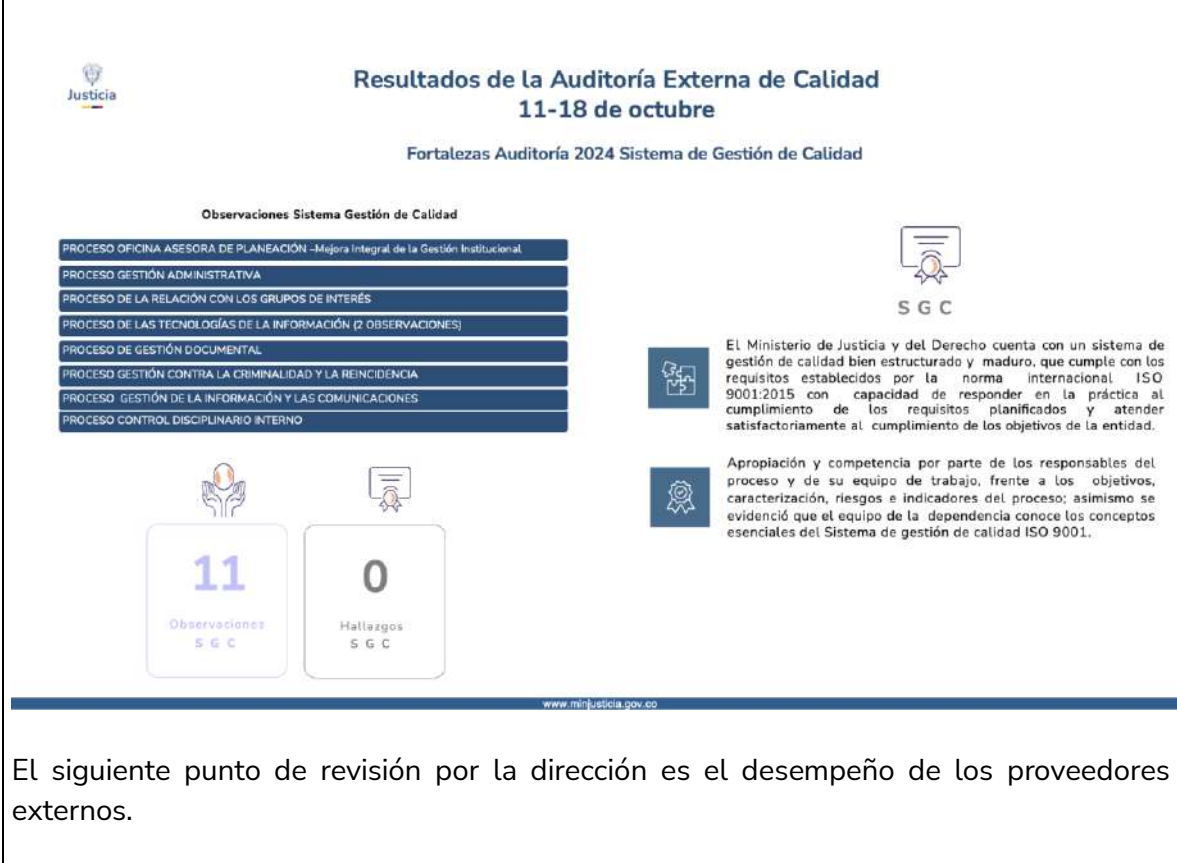 Justicia
Resultados de la Auditoría Externa de Calidad
11-18 de octubre
Fortalezas Auditoría 2024 Sistema de Gestión de Calidad
Observaciones Sistema Gestión de Calidad
PROCESO OFICINA ASESORA DE PLANEACIÓN –Mejora Integral de la Gestión Institucional
PROCESO GESTIÓN ADMINISTRATIVA
PROCESO DE LA RELACIÓN CON LOS GRUPOS DE INTERÉS
PROCESO DE LAS TECNOLOGÍAS DE LA INFORMACIÓN (2 OBSERVACIONES)
PROCESO DE GESTIÓN DOCUMENTAL
PROCESO GESTIÓN CONTRA LA CRIMINALIDAD Y LA REINCIDENCIA
PROCESO GESTIÓN DE LA INFORMACIÓN Y LAS COMUNICACIONES
PROCESO CONTROL DISCIPLINARIO INTERNO
11
Observaciones
S G C
0
Hallazgos
S G C
S G C
El Ministerio de Justicia y del Derecho cuenta con un sistema de
gestión de calidad bien estructurado y maduro, que cumple con los
requisitos establecidos por la norma internacional ISO
9001:2015 con capacidad de responder en la práctica al
cumplimiento de los requisitos planificados y atender
satisfactoriamente al cumplimiento de los objetivos de la entidad.
Apropiación y competencia por parte de los responsables del
proceso y de su equipo de trabajo, frente a los objetivos,
caracterización, riesgos e indicadores del proceso; asimismo se
evidenció que el equipo de la dependencia conoce los conceptos
esenciales del Sistema de gestión de calidad ISO 9001.
www.minjusticia.gov.co
El siguiente punto de revisión por la dirección es el desempeño de los proveedores
externos.